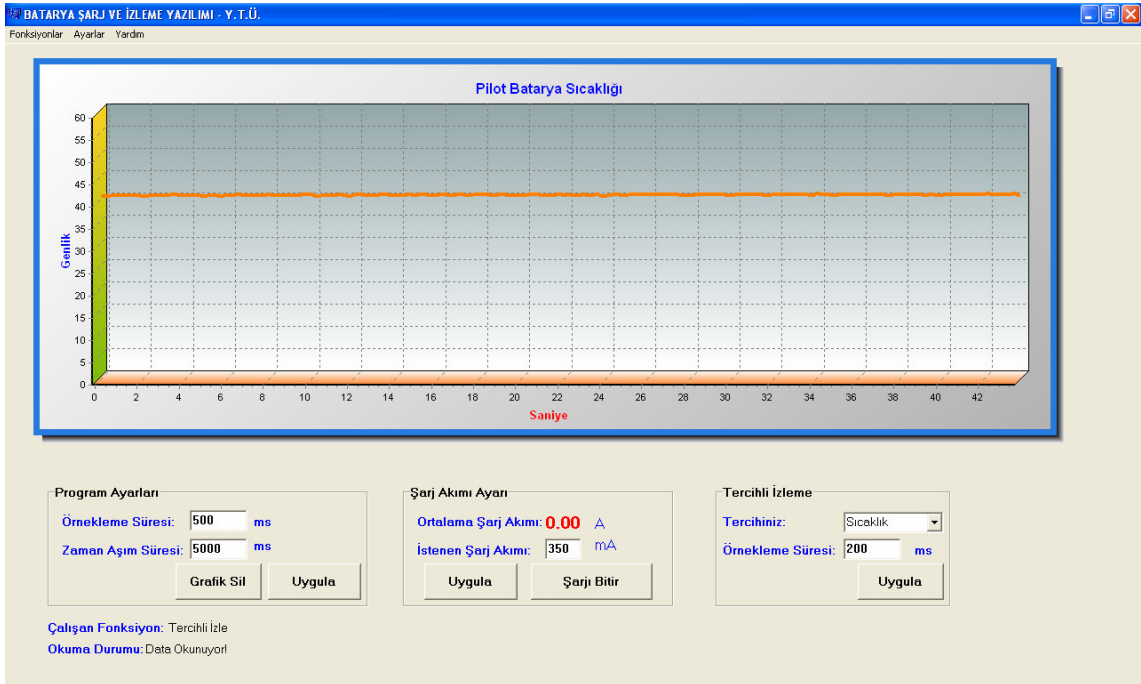 BATARYA ŞARJ VE İZLEME YAZILIMI - Y.T.Ü.
Fonksiyonlar Ayarlar Yardım
Pilot Batarya Sıcaklığı
60
55
50
45
40
35
30
25
20
15
10
5
0
Genlik
0 2 4 6 8 10 12 14 16 18 20 22 24 26 28 30 32 34 36 38 40 42
Saniye
Program Ayarları
Örnekleme Süresi: 500 ms
Zaman Aşım Süresi: 5000 ms
Grafik Sil Uygula
Şarj Akımı Ayarı
Ortalama Şarj Akımı: 0.00 A
İstenen Şarj Akımı: 350 mA
Uygula Şarjı Bitir
Tercihli İzleme
Tercihiniz: Sıcaklık
Örnekleme Süresi: 200 ms
Uygula
Çalışan Fonksiyon: Tercihli İzle
Okuma Durumu: Data Okunuyor!